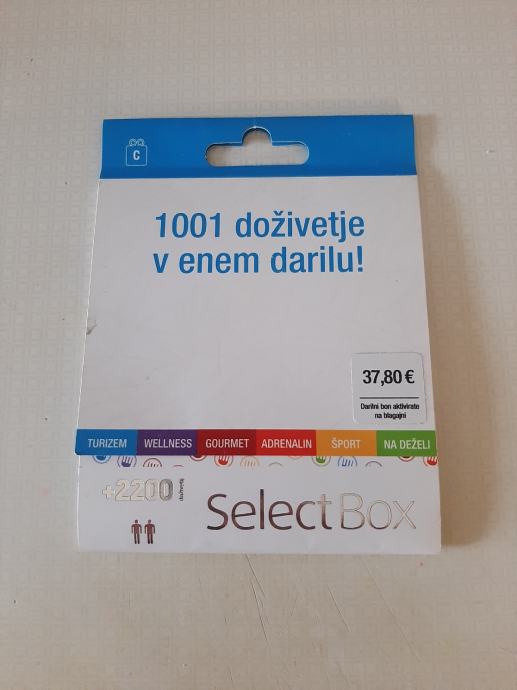 C
1001 doživetje
v enem darilu!
37,80 €
Darilni bon aktivirate
na blagajni
TURIZEM WELLNESS GOURMET ADRENALIN ŠPORT NA DEŽELI
+2200 doživetij
SelectBox